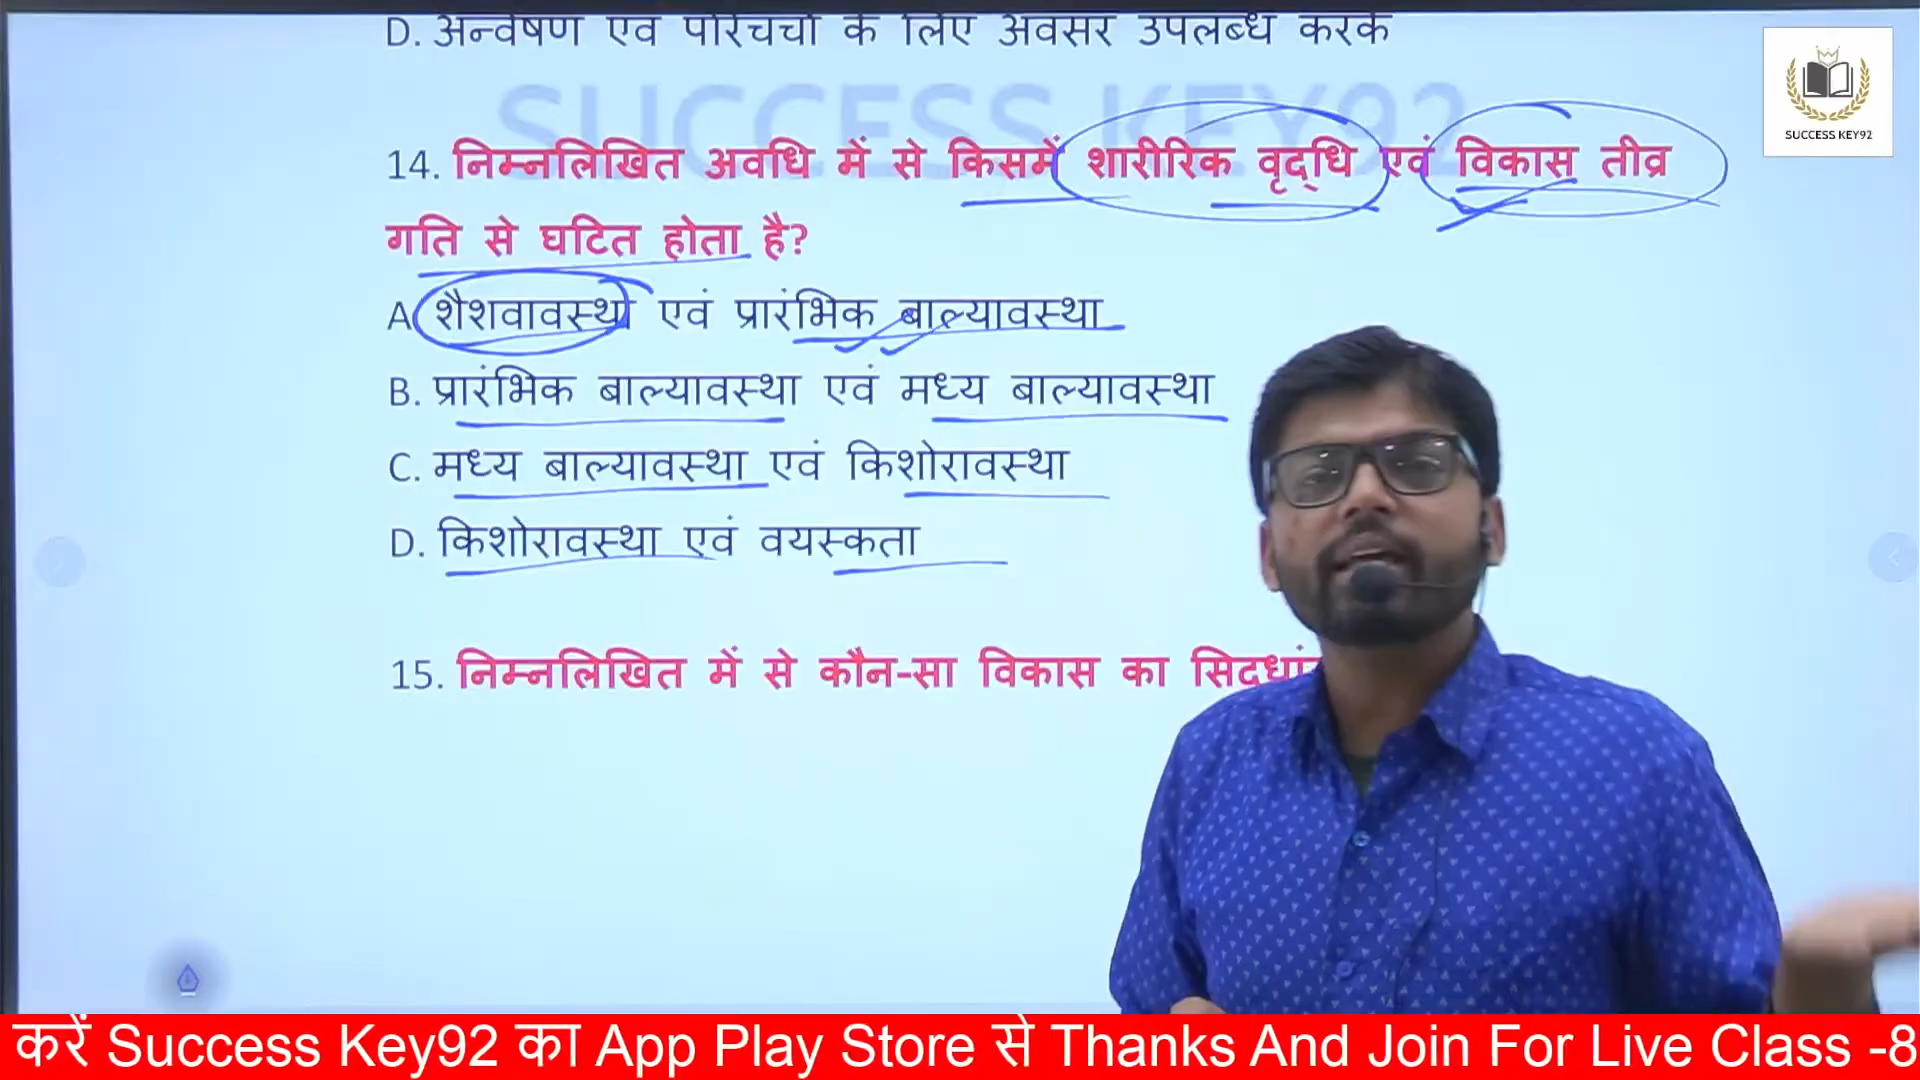 D. अन्वेषण एवं परिचर्चा के लिए अवसर उपलब्ध करके
SUCCESS KEY92
SUCCESS KEY92
14. निम्नलिखित अवधि में से किसमें शारीरिक वृद्धि एवं विकास तीव्र
गति से घटित होता है?
A शैशवावस्था एवं प्रारंभिक बाल्यावस्था
B. प्रारंभिक बाल्यावस्था एवं मध्य बाल्यावस्था
C. मध्य बाल्यावस्था एवं किशोरावस्था
D. किशोरावस्था एवं वयस्कता
15. निम्नलिखित में से कौन-सा विकास का
करें Success Key92 का App Play Store से Thanks And Join For Live Class -8